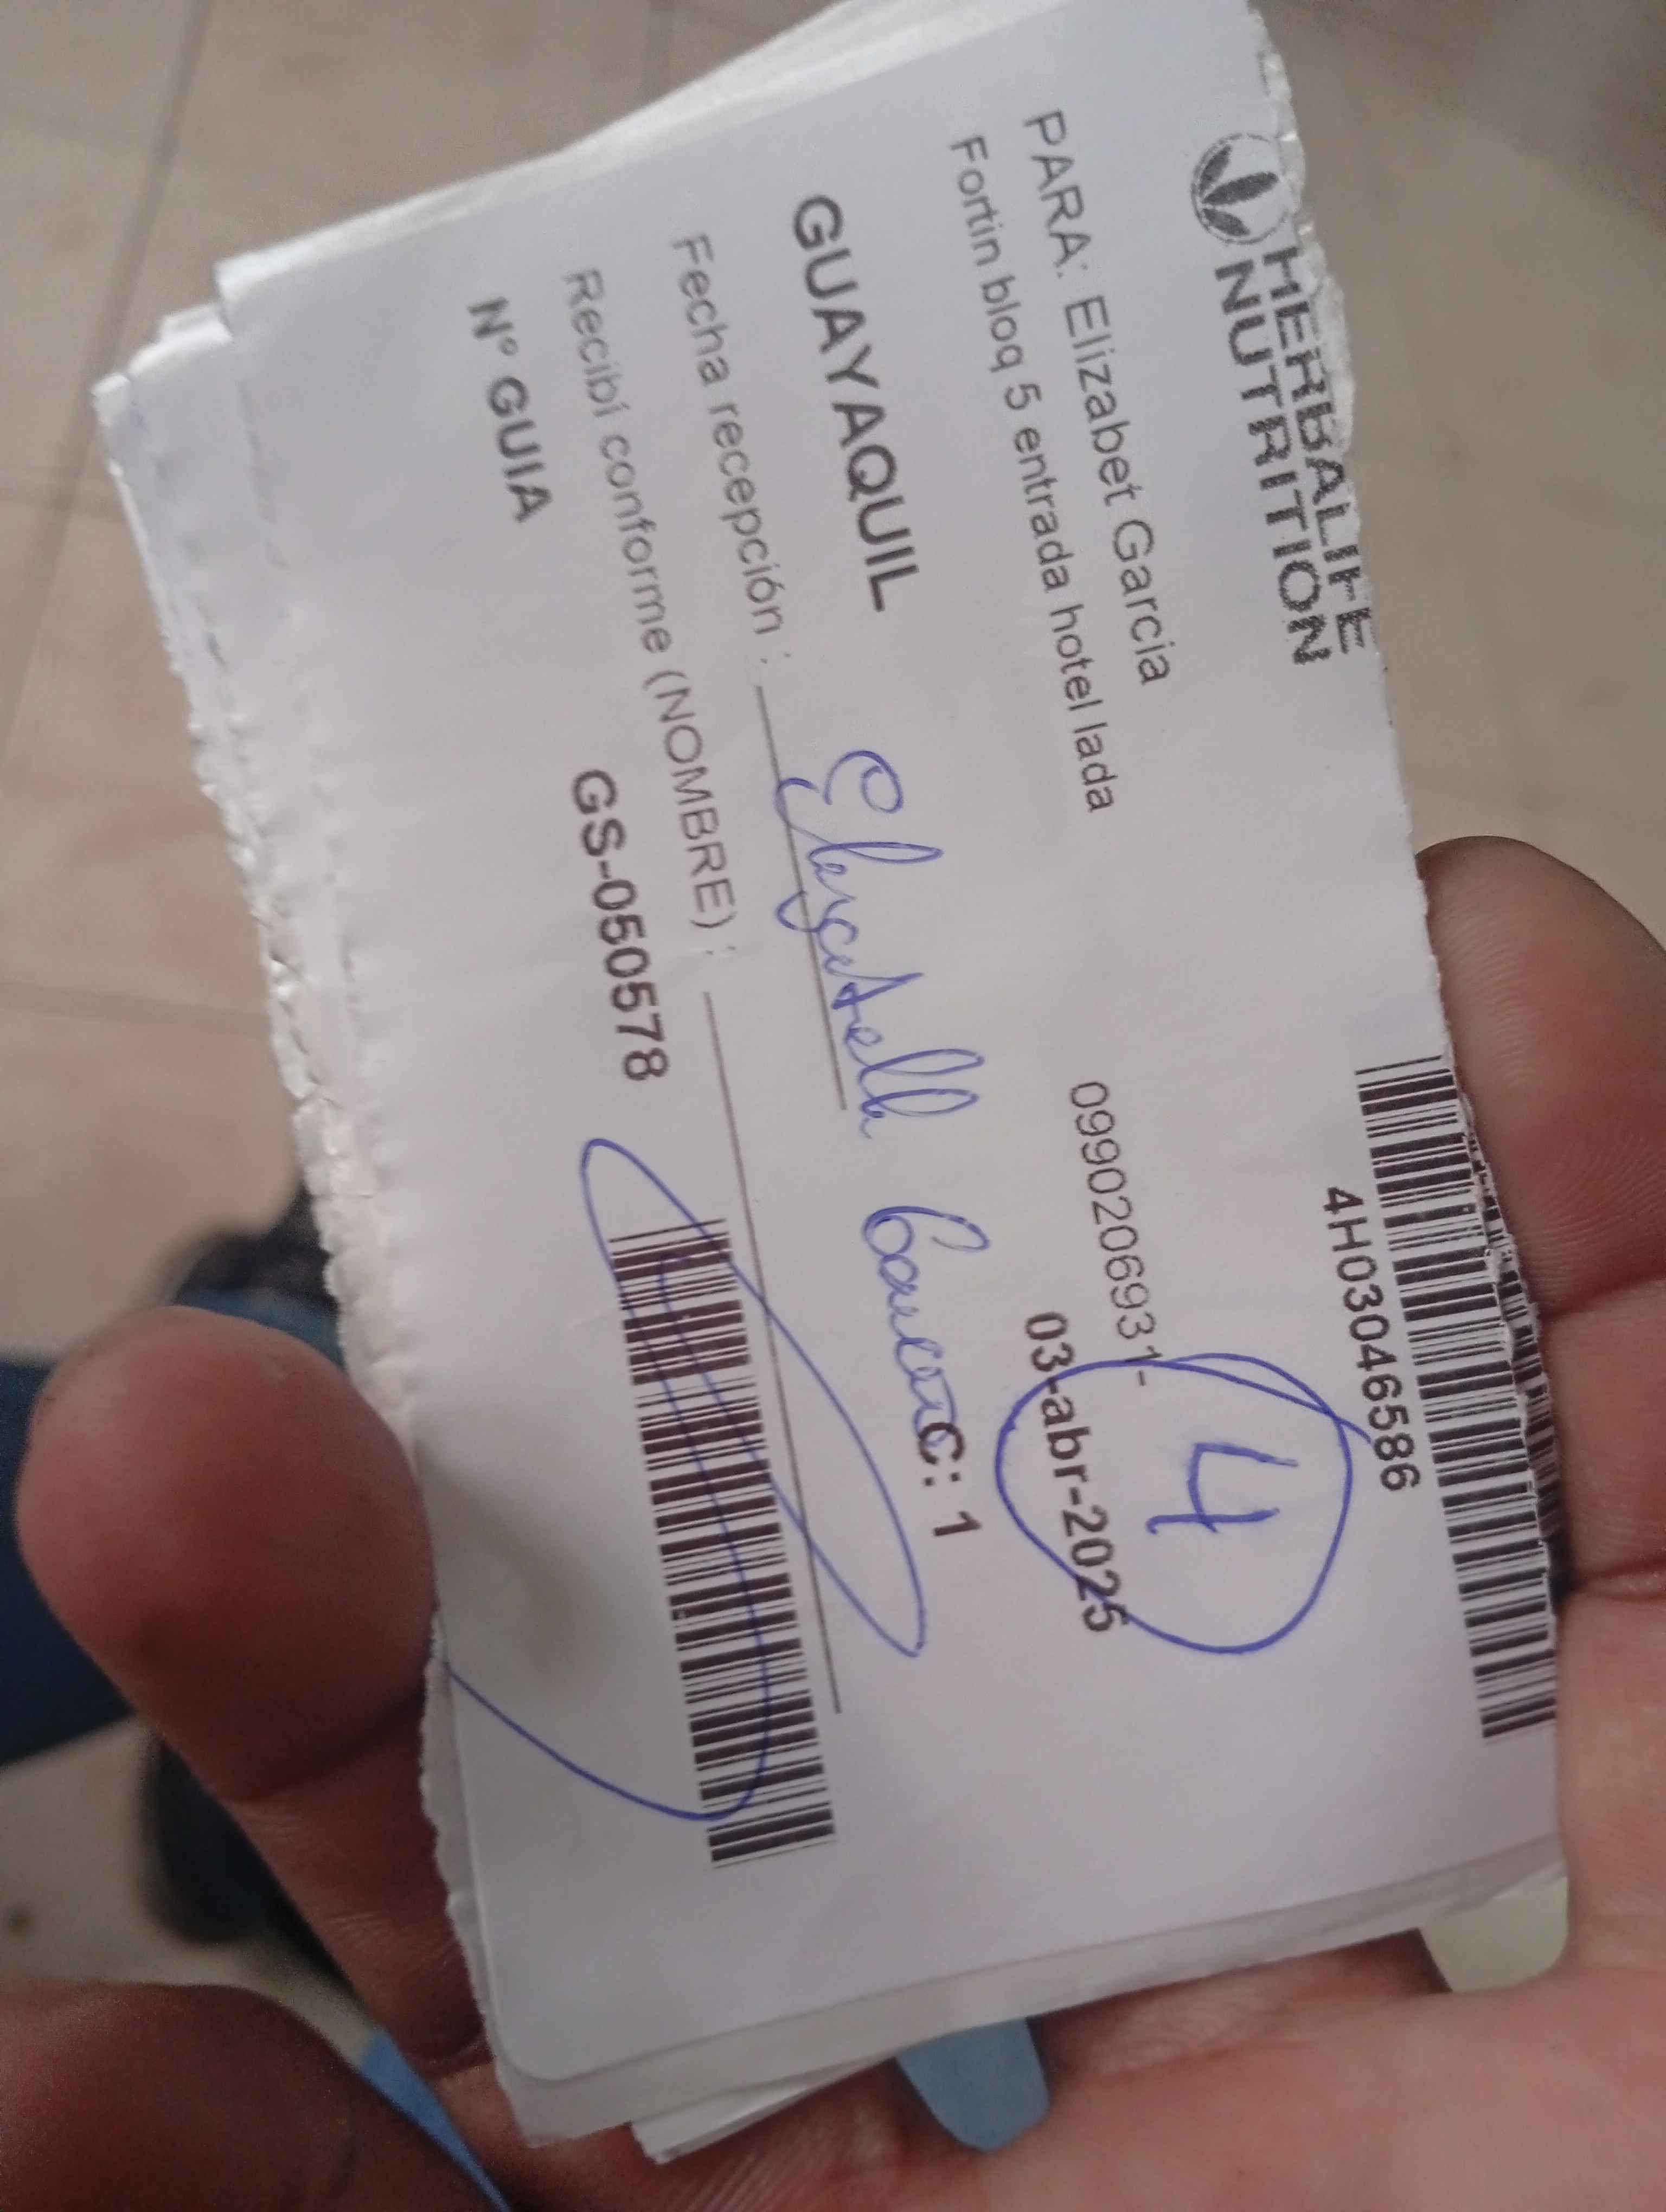 HERBALIFE
NUTRITION
4H03046586
PARA: Elizabet Garcia
0990206931-
4
Fortin bloq 5 entrada hotel lada
03-abr-2025
GUAYAQUIL
C: 1
Fecha recepción :
Recibí conforme (NOMBRE) :
N° GUIA
GS-050578